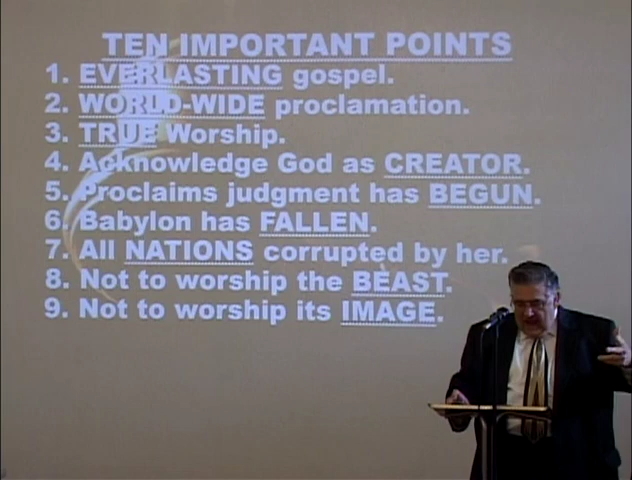 TEN IMPORTANT POINTS
1. EVERLASTING gospel.
2. WORLD-WIDE proclamation.
3. TRUE Worship.
4. Acknowledge God as CREATOR.
5. Proclaims judgment has BEGUN.
6. Babylon has FALLEN.
7. All NATIONS corrupted by her.
8. Not to worship the BEAST.
9. Not to worship its IMAGE.